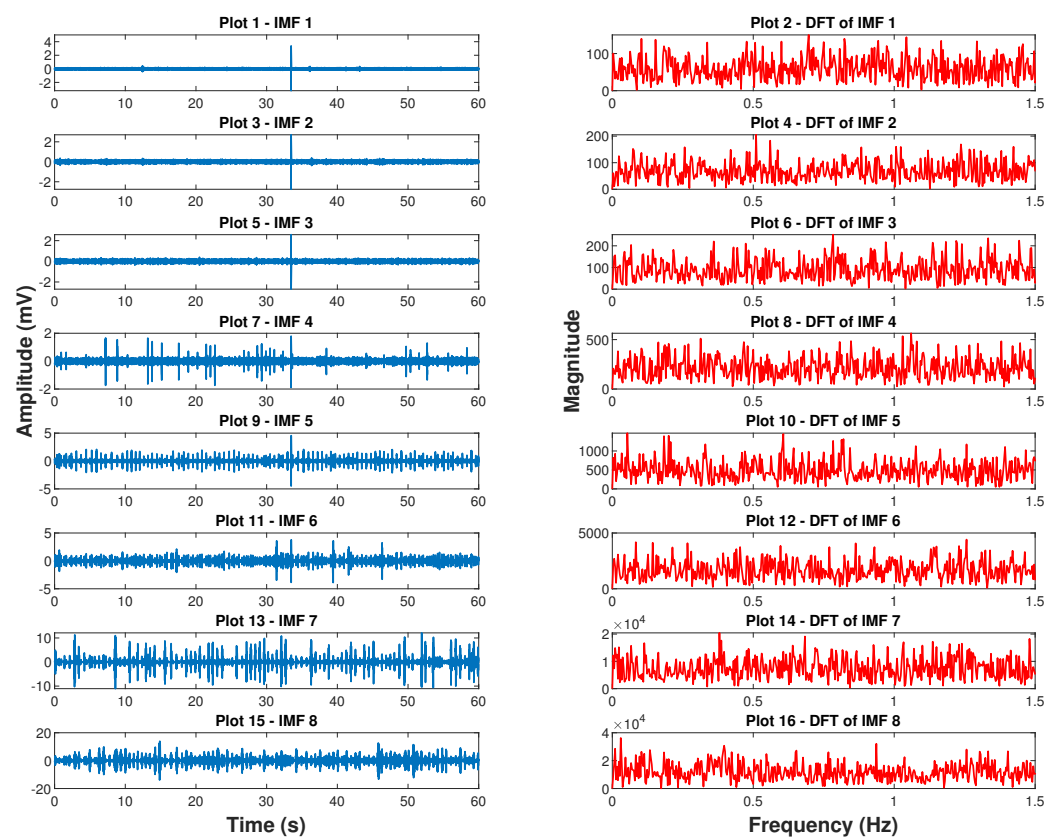 Plot 1 - IMF 1
4
2
0
-2
0 10 20 30 40 50 60
Plot 2 - DFT of IMF 1
100
50
0
0 0.5 1 1.5
Plot 3 - IMF 2
2
0
-2
0 10 20 30 40 50 60
Plot 4 - DFT of IMF 2
200
100
0
0 0.5 1 1.5
Plot 5 - IMF 3
2
0
-2
0 10 20 30 40 50 60
Plot 6 - DFT of IMF 3
200
100
0
0 0.5 1 1.5
Plot 7 - IMF 4
2
0
-2
0 10 20 30 40 50 60
Plot 8 - DFT of IMF 4
500
0
0 0.5 1 1.5
Amplitude (mV)
Magnitude
Plot 9 - IMF 5
5
0
-5
0 10 20 30 40 50 60
Plot 10 - DFT of IMF 5
1000
500
0
0 0.5 1 1.5
Plot 11 - IMF 6
5
0
-5
0 10 20 30 40 50 60
Plot 12 - DFT of IMF 6
5000
0
0 0.5 1 1.5
Plot 13 - IMF 7
10
0
-10
0 10 20 30 40 50 60
Plot 14 - DFT of IMF 7
×10⁴
2
1
0
0 0.5 1 1.5
Plot 15 - IMF 8
20
0
-20
0 10 20 30 40 50 60
Plot 16 - DFT of IMF 8
×10⁴
4
2
0
0 0.5 1 1.5
Time (s)
Frequency (Hz)